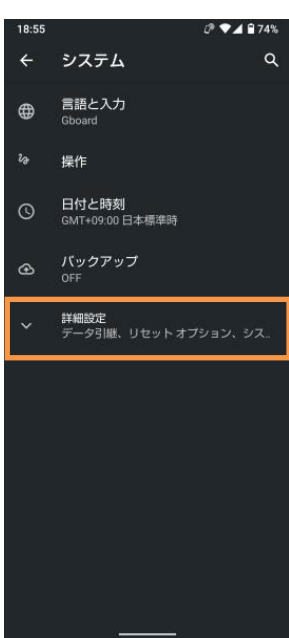 18:55
74%
システム
言語と入力
Gboard
操作
日付と時刻
GMT+09:00 日本標準時
バックアップ
OFF
詳細設定
データ引継、リセット オプション、シス..